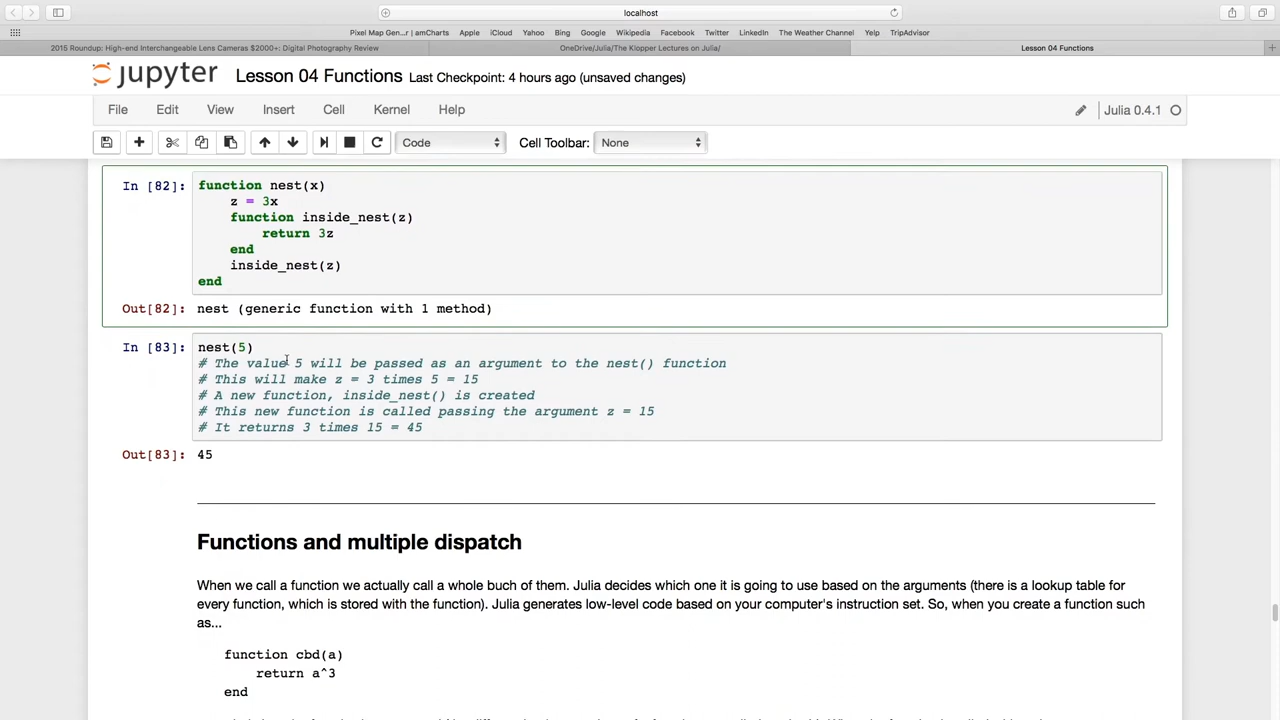 localhost
Pixel Map Gen... | amCharts Apple iCloud Yahoo Bing Google Wikipedia Facebook Twitter LinkedIn The Weather Channel Yelp TripAdvisor
2015 Roundup: High-end Interchangeable Lens Cameras $2000+: Digital Photography Review
OneDrive/Julia/The Klopper Lectures on Julia/
Lesson 04 Functions
jupyter Lesson 04 Functions Last Checkpoint: 4 hours ago (unsaved changes)
File Edit View Insert Cell Kernel Help Julia 0.4.1
Code Cell Toolbar: None
In [82]: function nest(x)
z = 3x
function inside_nest(z)
return 3z
end
inside_nest(z)
end
Out[82]: nest (generic function with 1 method)
In [83]: nest(5)
# The value 5 will be passed as an argument to the nest() function
# This will make z = 3 times 5 = 15
# A new function, inside_nest() is created
# This new function is called passing the argument z = 15
# It returns 3 times 15 = 45
Out[83]: 45
Functions and multiple dispatch
When we call a function we actually call a whole buch of them. Julia decides which one it is going to use based on the arguments (there is a lookup table for
every function, which is stored with the function). Julia generates low-level code based on your computer's instruction set. So, when you create a function such
as...
function cbd(a)
return a^3
end